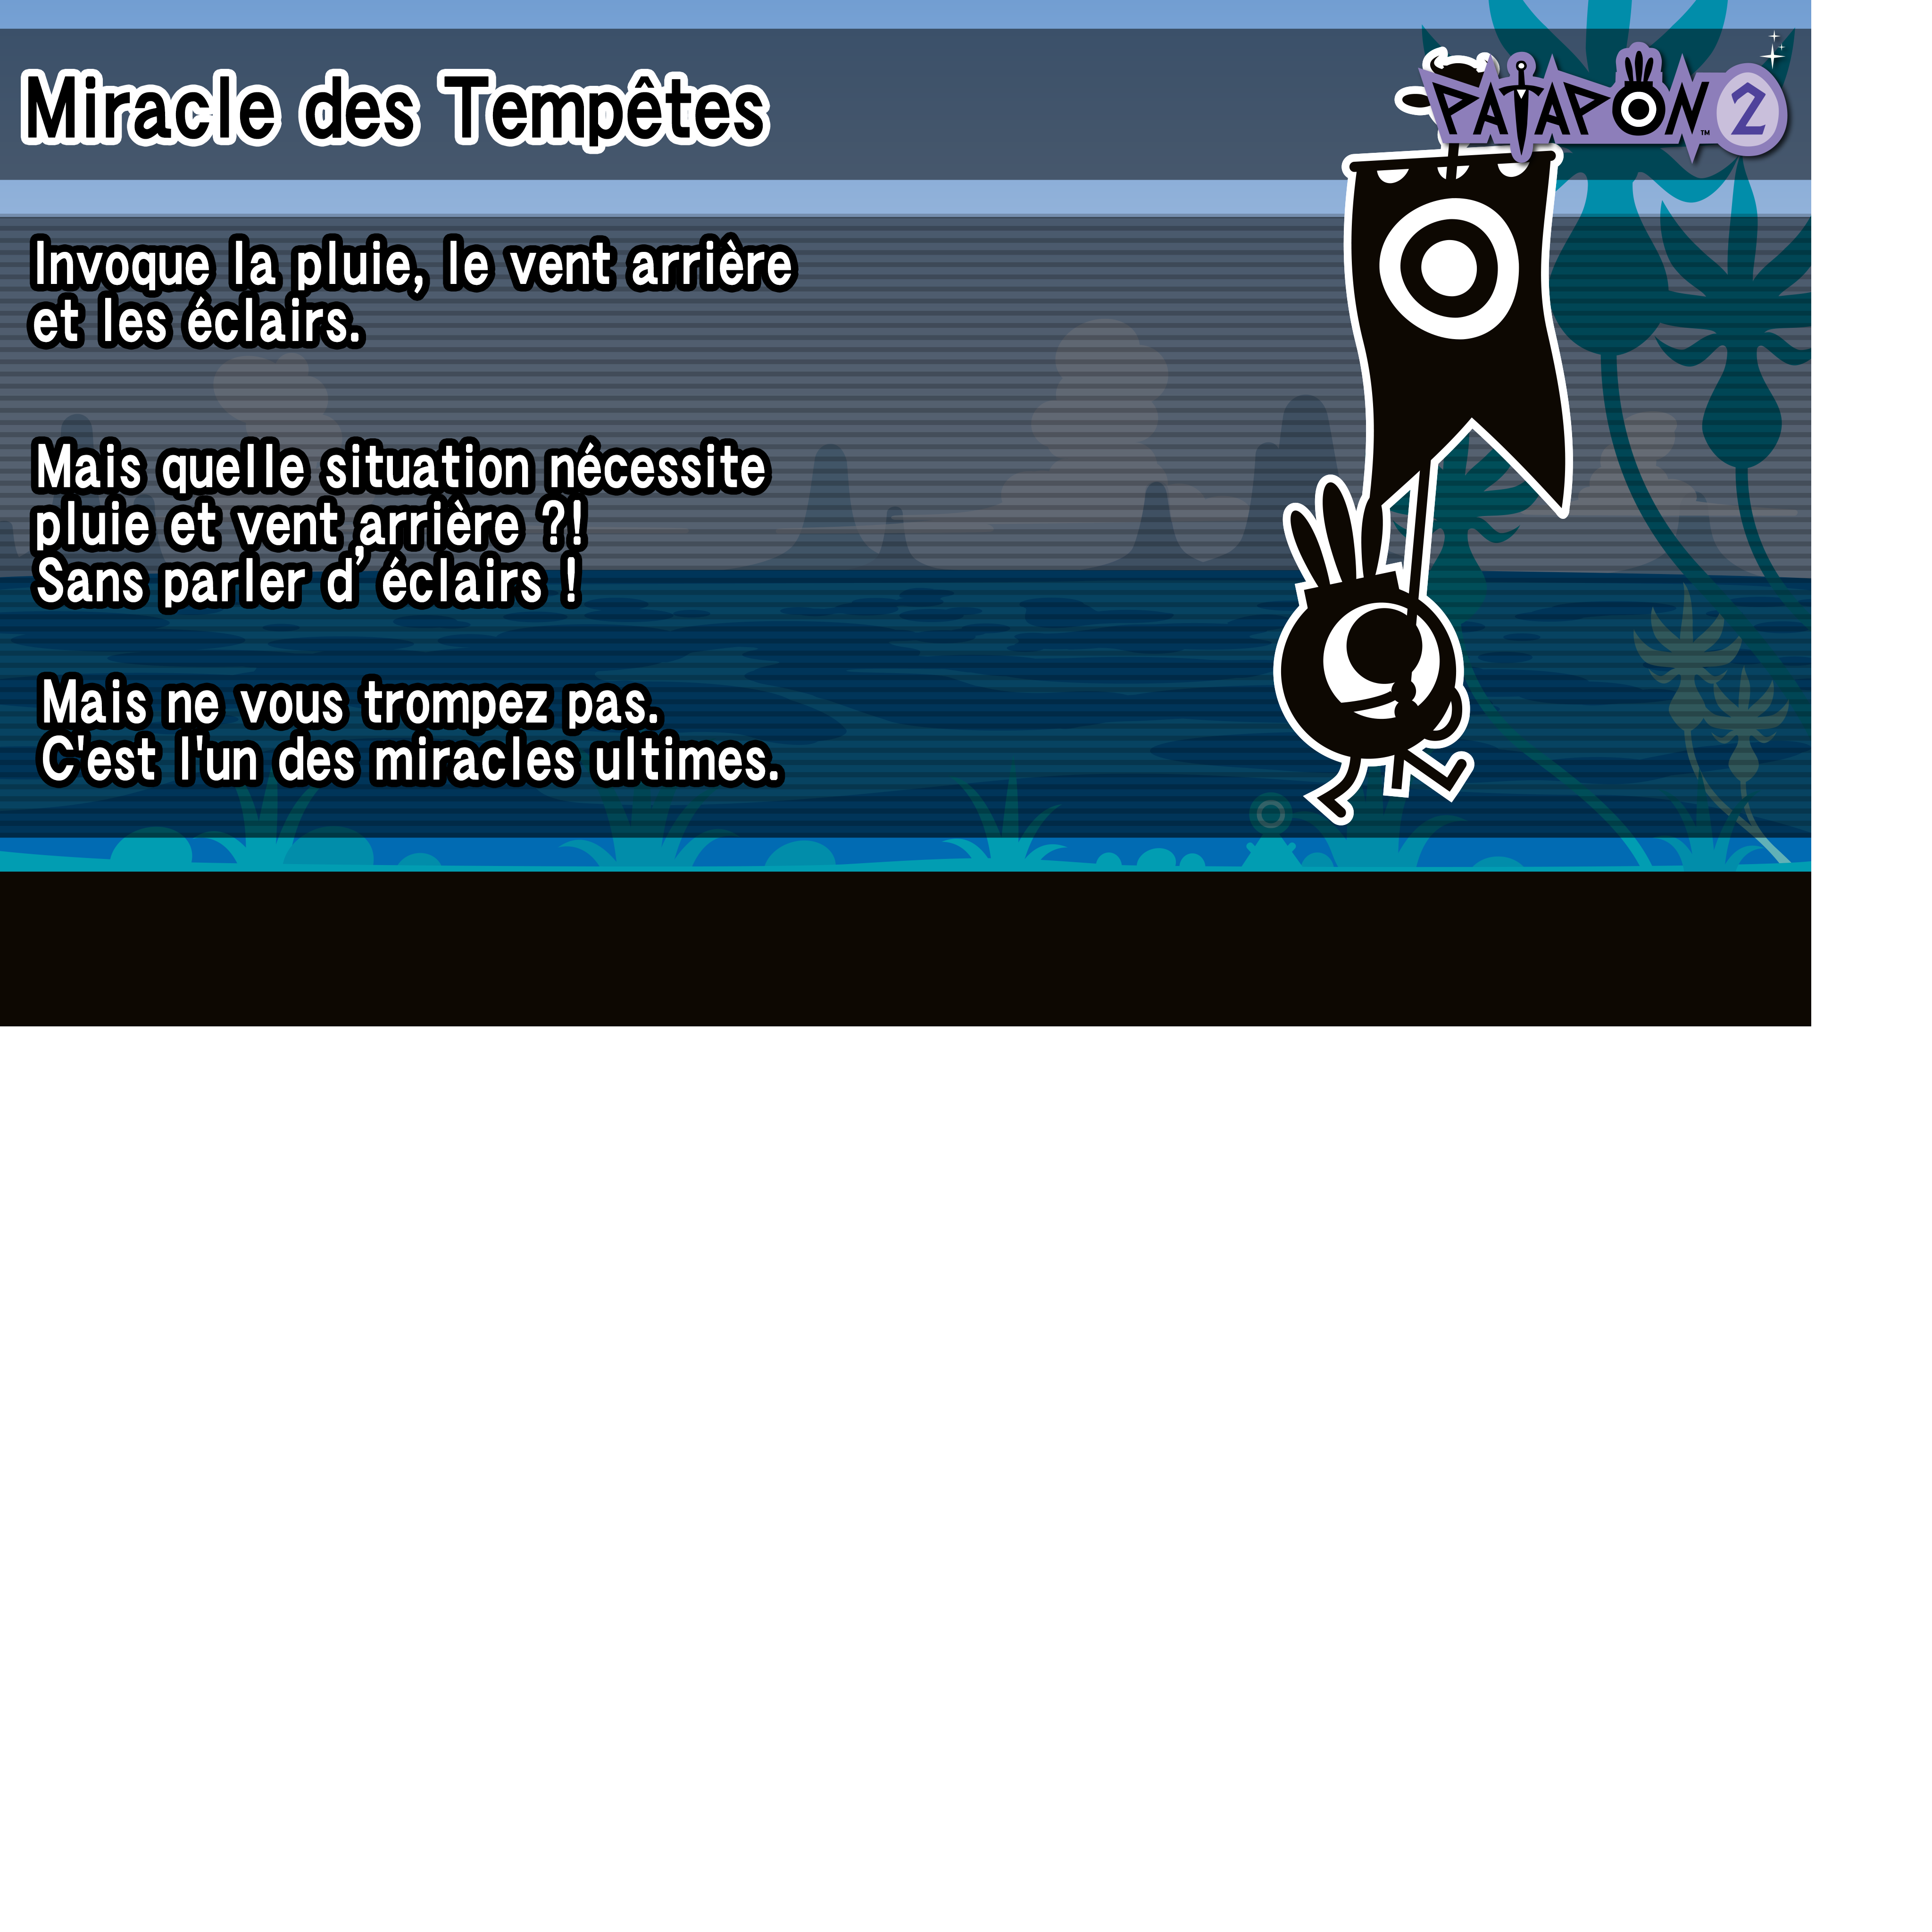 Miracle des Tempêtes
PATAPON™ 2
Invoque la pluie, le vent arrière
et les éclairs.
Mais quelle situation nécessite
pluie et vent arrière ?!
Sans parler d’éclairs !
Mais ne vous trompez pas.
C'est l'un des miracles ultimes.